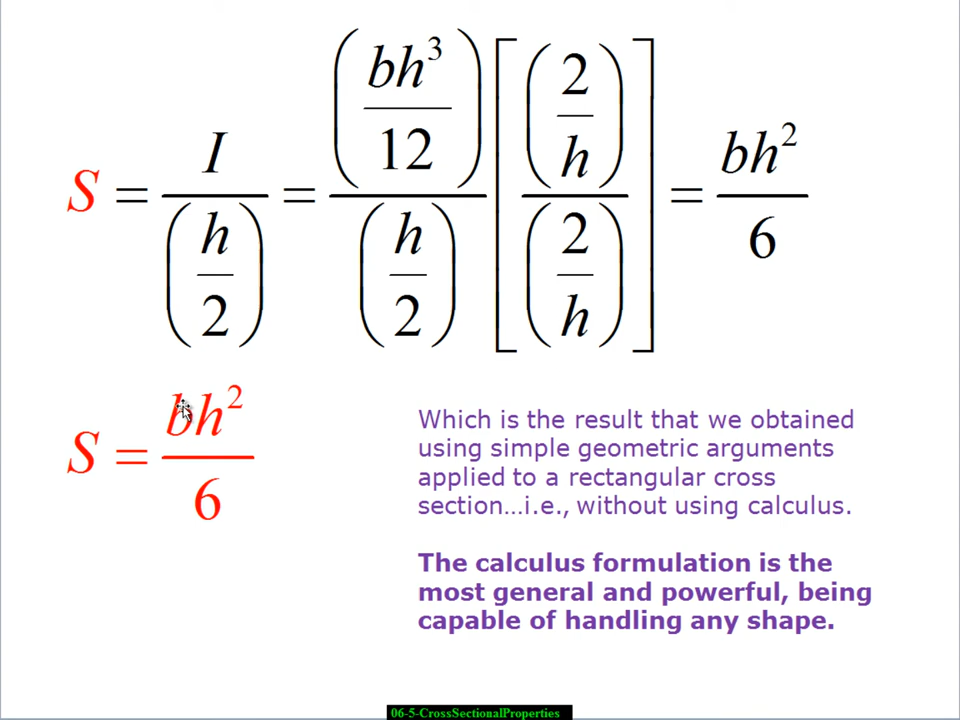 S = I / (h/2) = (bh³/12) / (h/2) [(2/h) / (2/h)] = bh² / 6
S = bh² / 6
Which is the result that we obtained
using simple geometric arguments
applied to a rectangular cross
section…i.e., without using calculus.
The calculus formulation is the
most general and powerful, being
capable of handling any shape.
06-5-CrossSectionalProperties